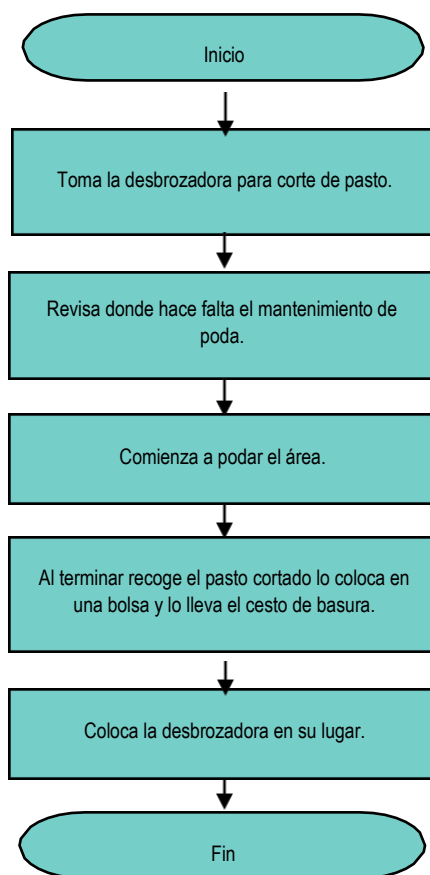 Inicio
Toma la desbrozadora para corte de pasto.
Revisa donde hace falta el mantenimiento de
poda.
Comienza a podar el área.
Al terminar recoge el pasto cortado lo coloca en
una bolsa y lo lleva el cesto de basura.
Coloca la desbrozadora en su lugar.
Fin